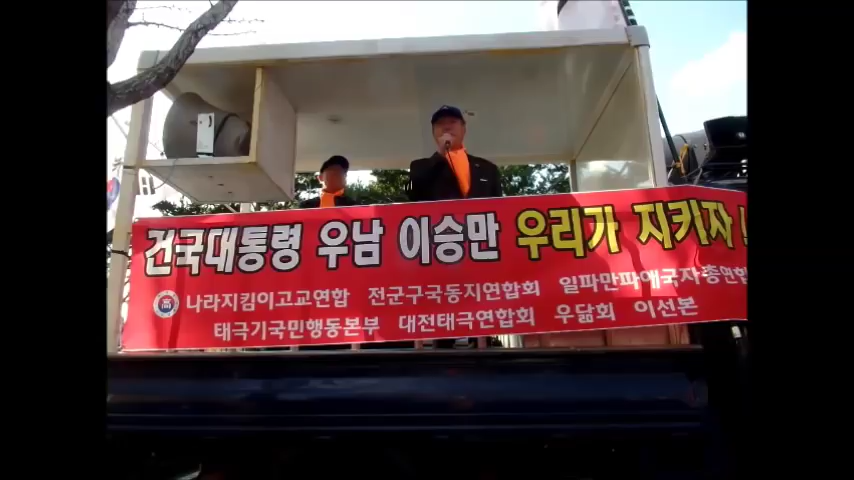 건국대통령 우남 이승만 우리가 지키자!
나라지킴이고교연합 전군구국동지연합회 일파만파애국자총연합
태극기국민행동본부 대전태극연합회 우담회 이선본